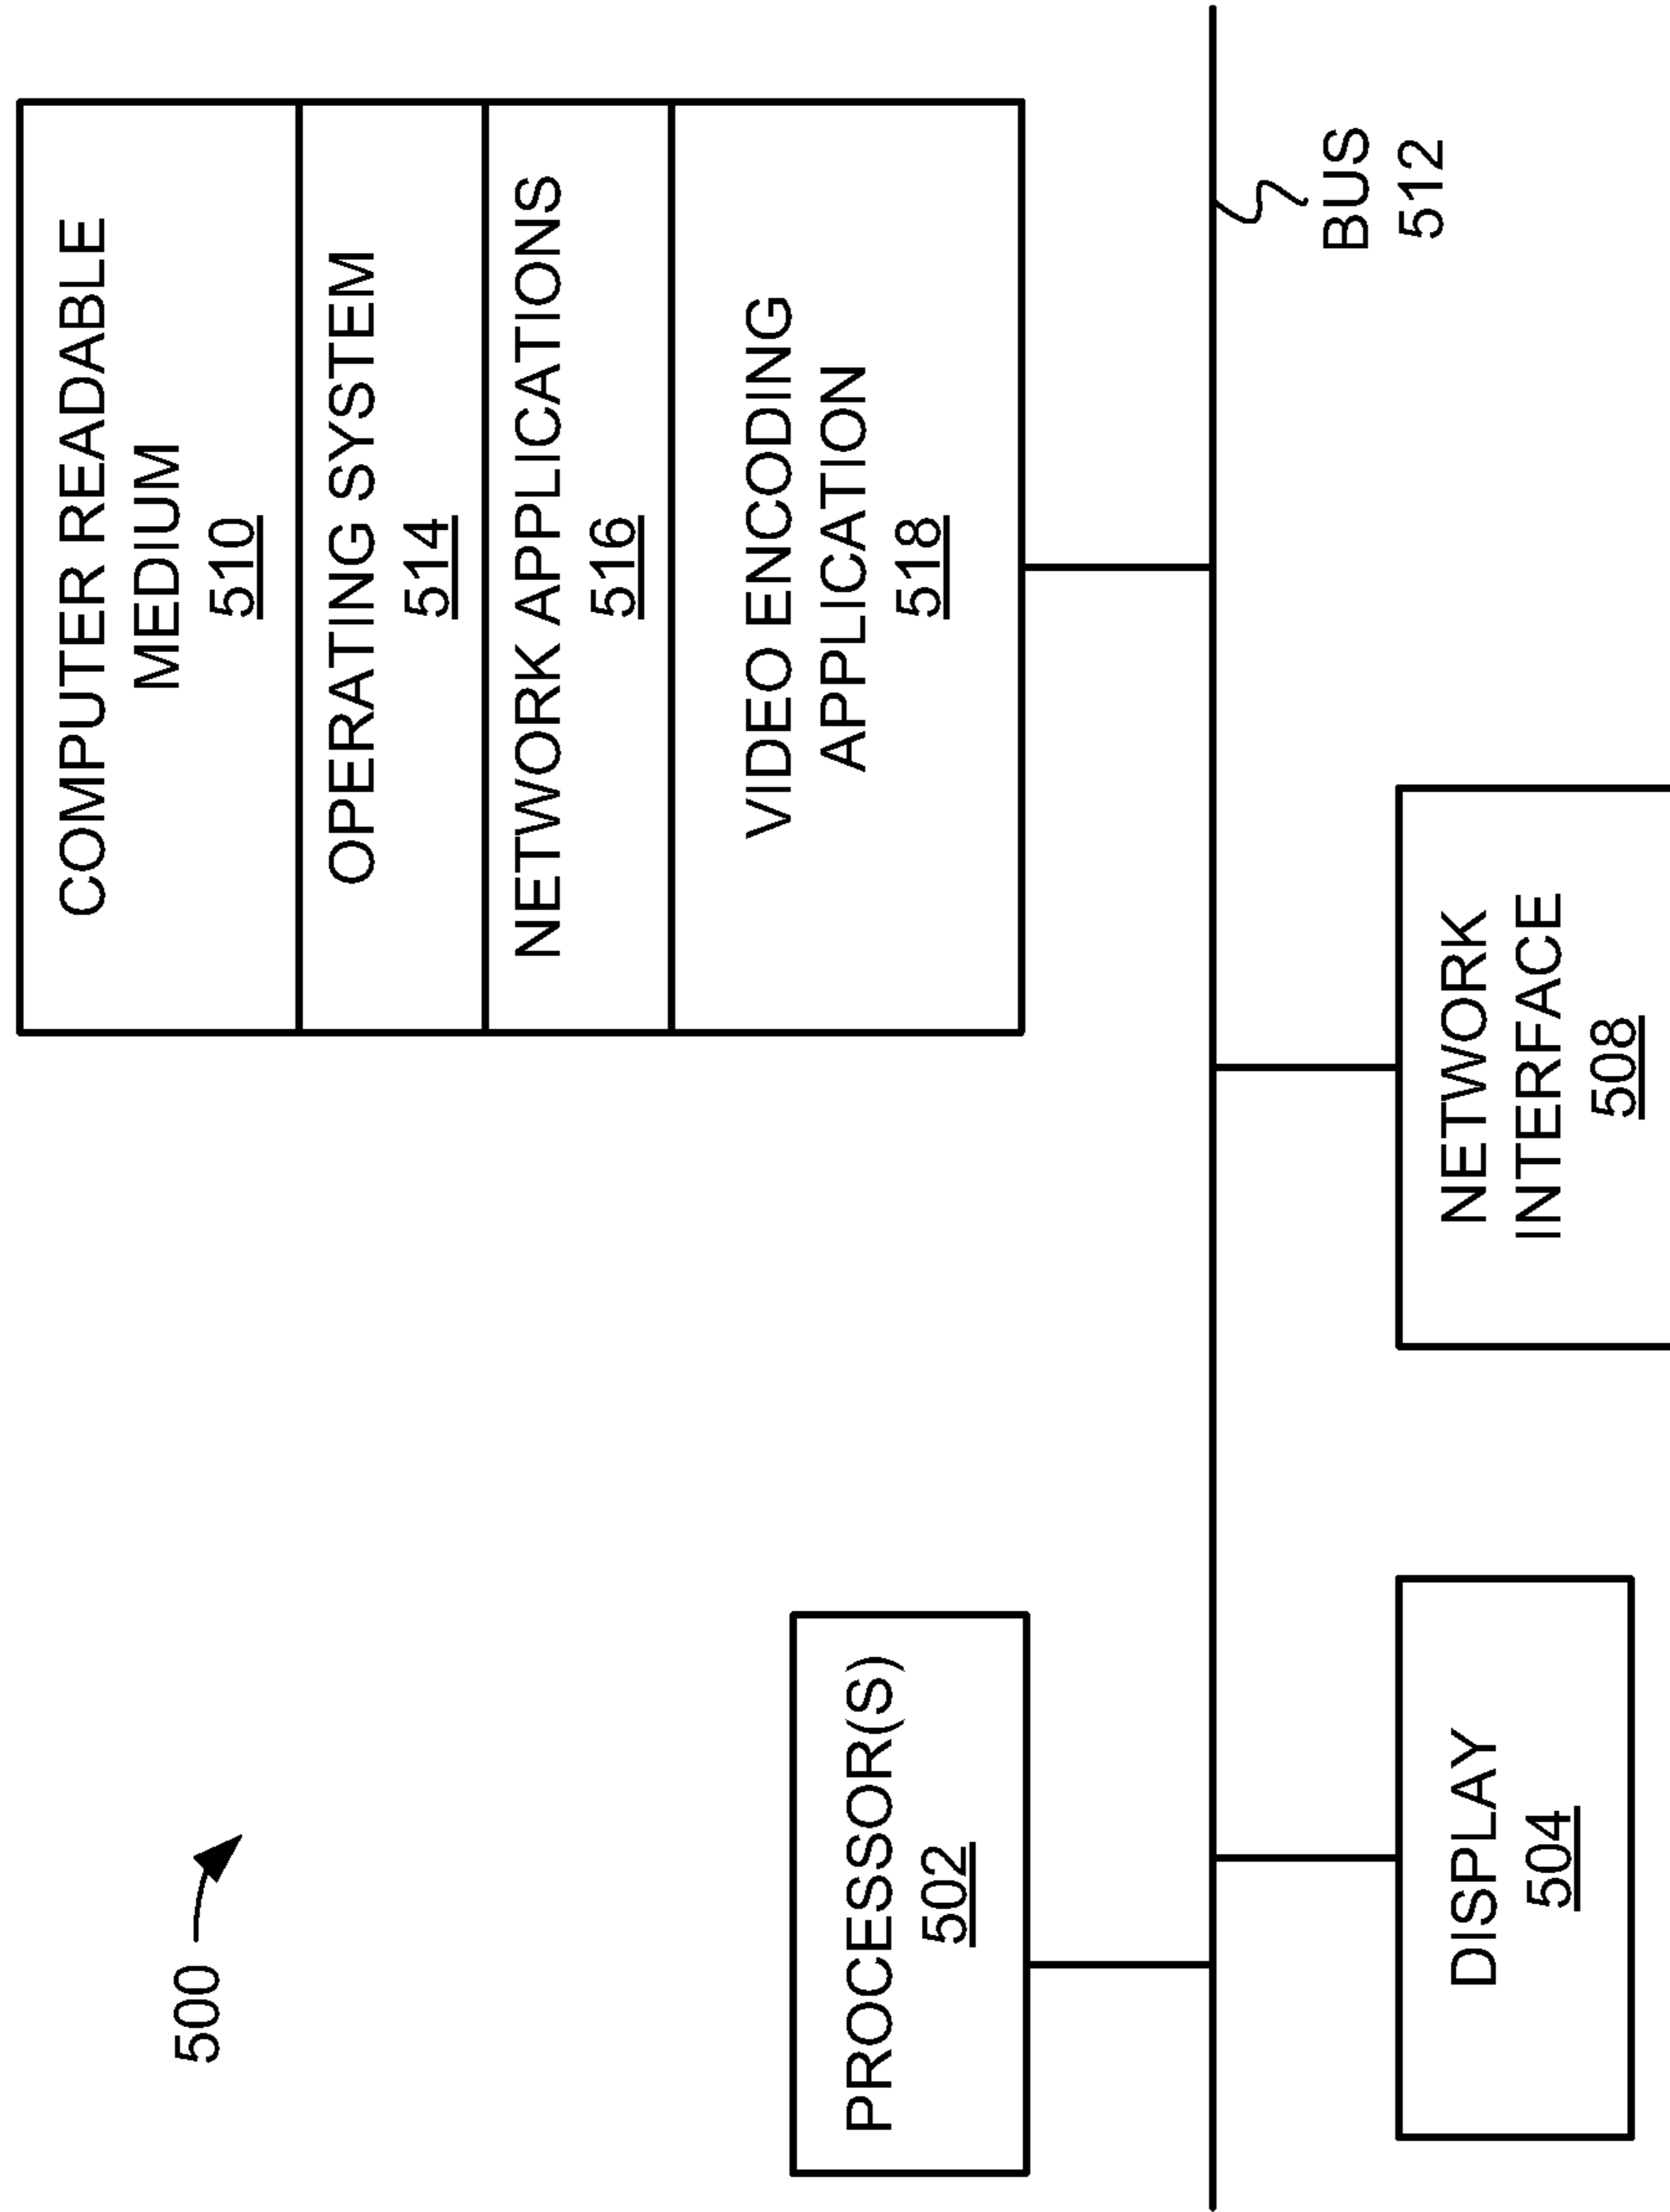 500
COMPUTER READABLE
MEDIUM
510
OPERATING SYSTEM
514
NETWORK APPLICATIONS
516
VIDEO ENCODING
APPLICATION
518
PROCESSOR(S)
502
BUS
512
DISPLAY
504
NETWORK
INTERFACE
508